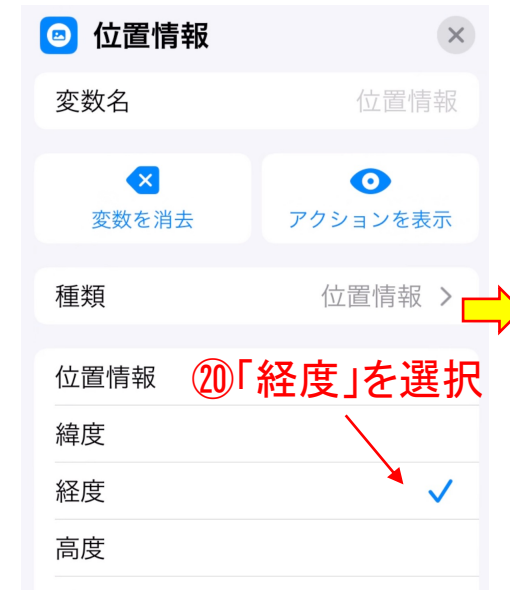 位置情報
変数名 位置情報
変数を消去 アクションを表示
種類 位置情報
位置情報
⑳「経度」を選択
緯度
経度
高度